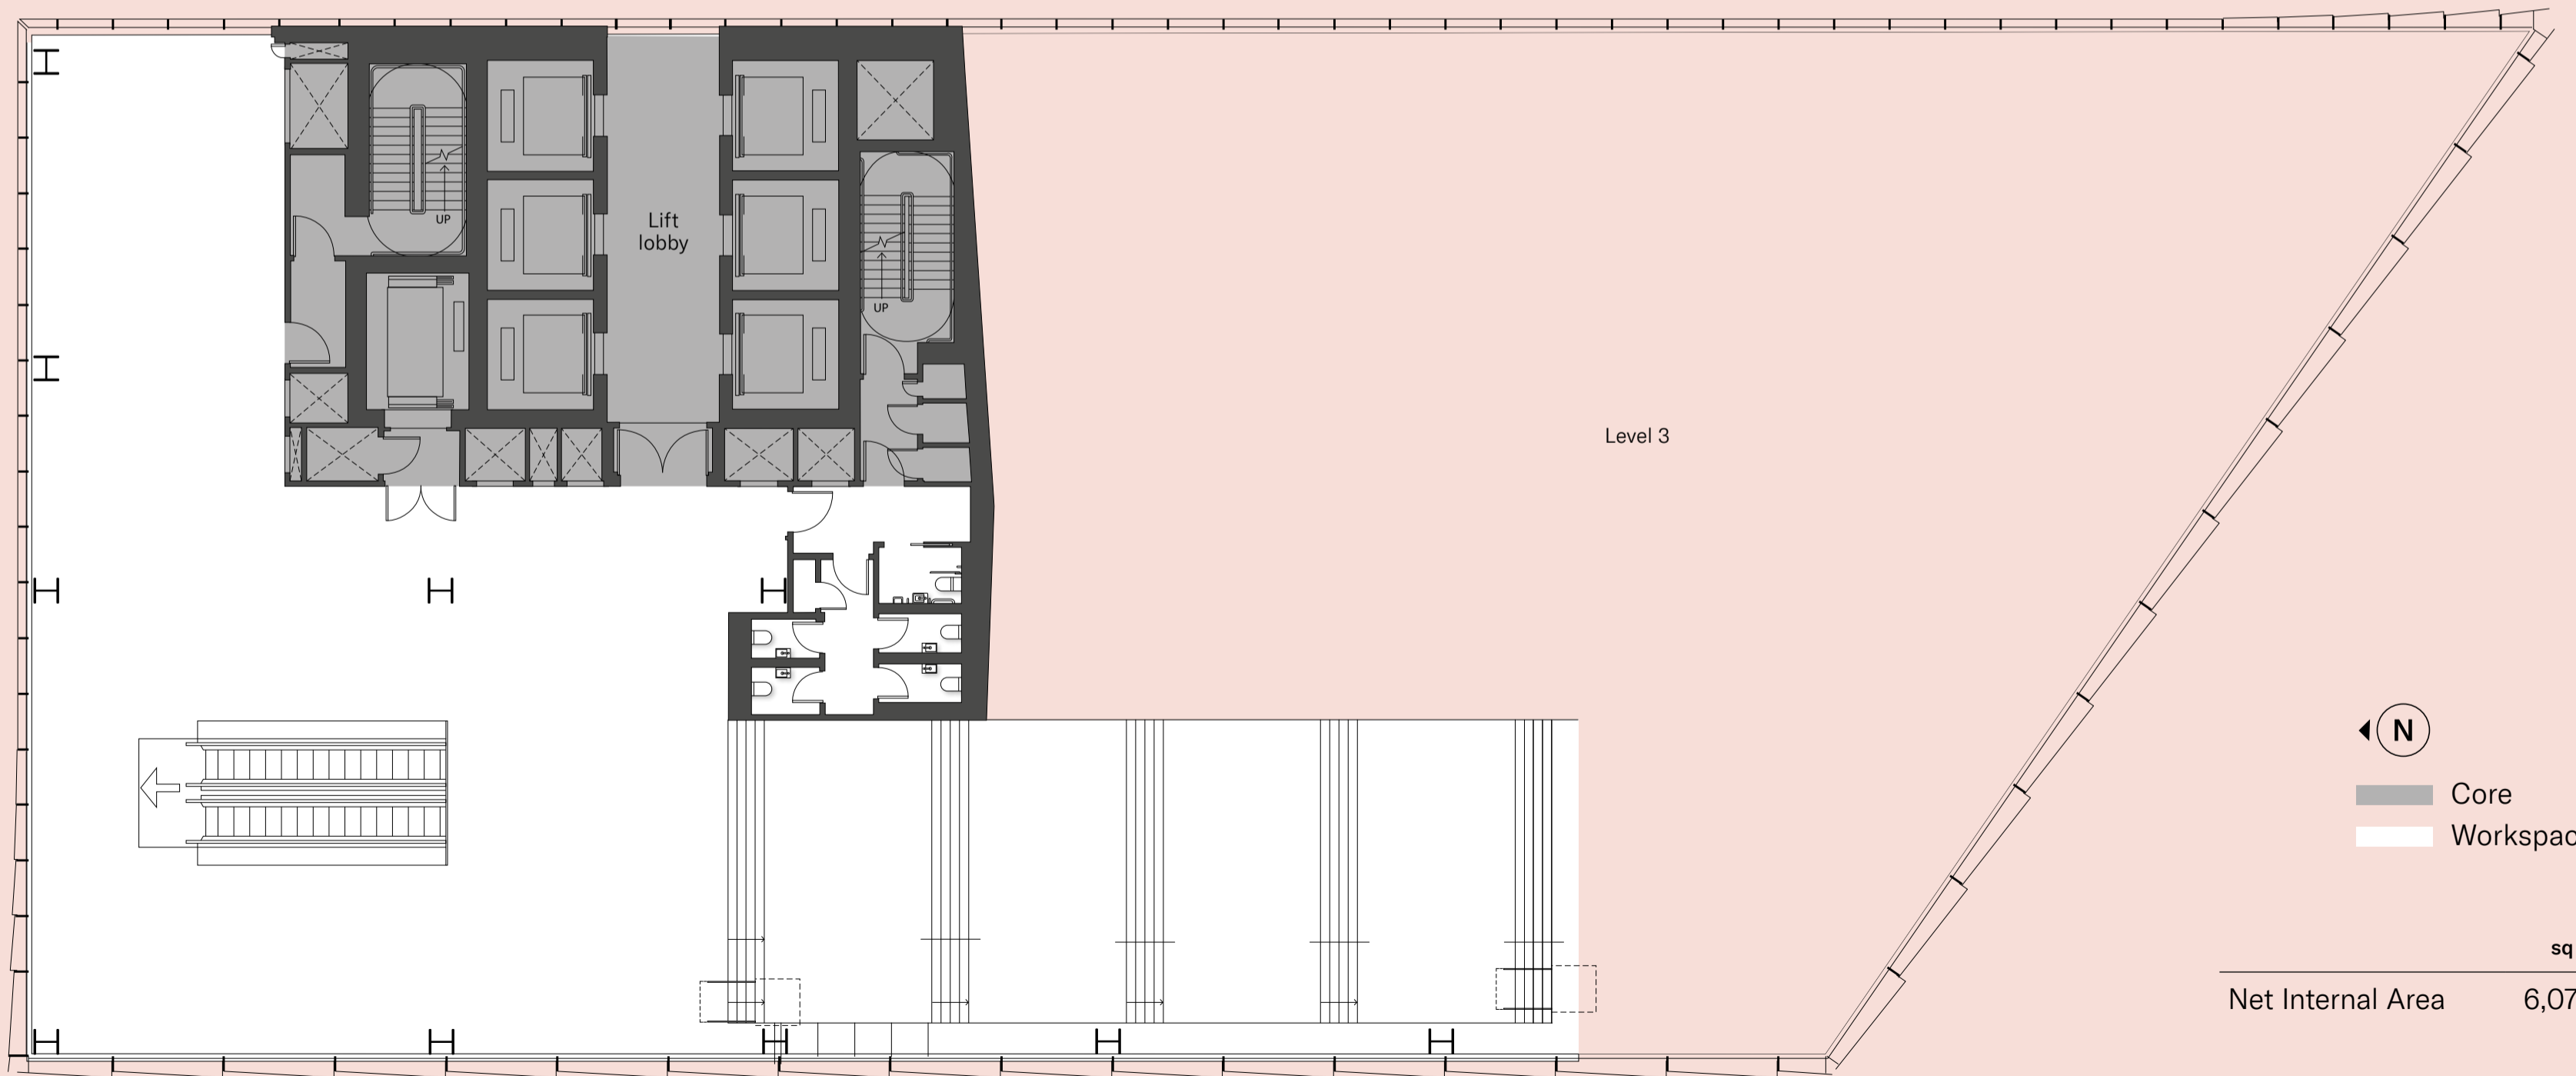 Lift
lobby
UP
UP
Level 3
N
Core
Workspac
sq
Net Internal Area 6,07